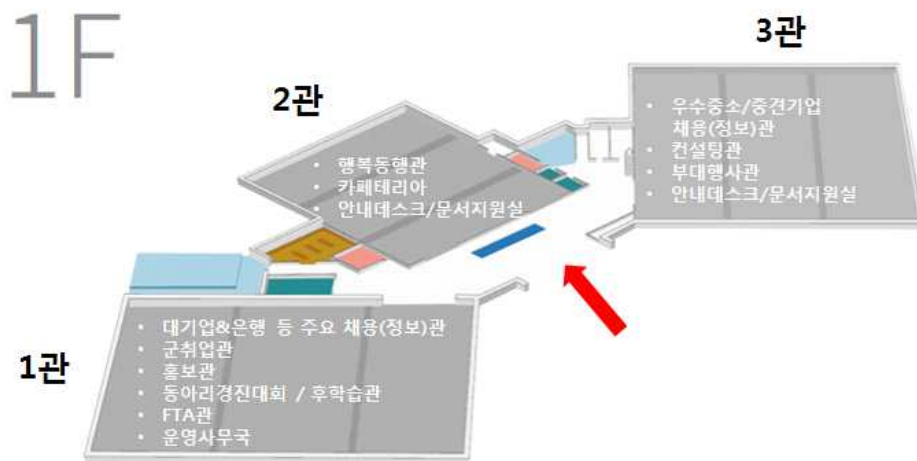 1F
3관
2관
• 우수중소/중견기업
채용(정보)관
• 컨설팅관
• 부대행사관
• 안내데스크/문서지원실
• 행복동행관
• 카페테리아
• 안내데스크/문서지원실
1관
• 대기업&은행 등 주요 채용(정보)관
• 군취업관
• 홍보관
• 동아리경진대회 / 후학습관
• FTA관
• 운영사무국